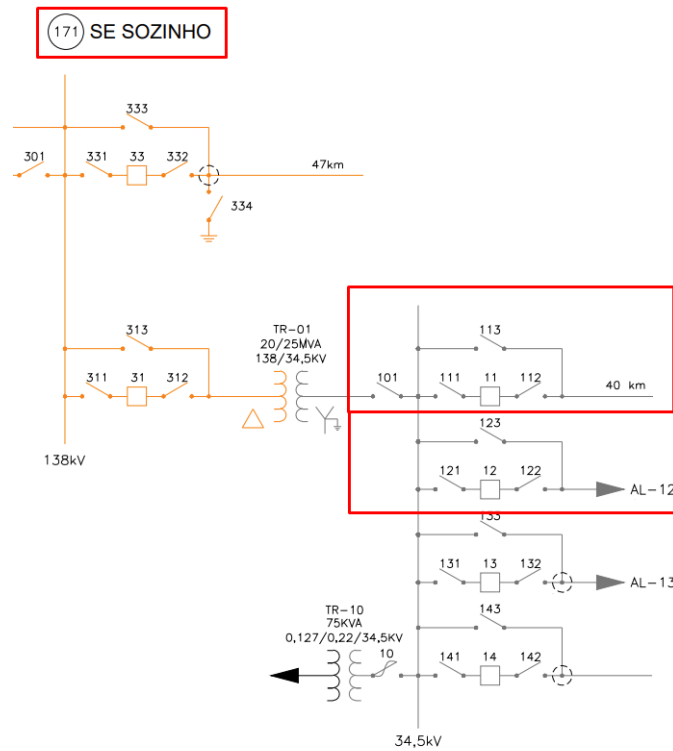 171 SE SOZINHO
333
301 331 33 332 47km
334
313
TR-01
20/25MVA
138/34,5KV
311 31 312
138kV
113
101 111 11 112 40 km
123
121 12 122 AL-12
133
131 13 132 AL-13
TR-10
75KVA
0,127/0,22/34,5KV
10
143
141 14 142
34,5kV